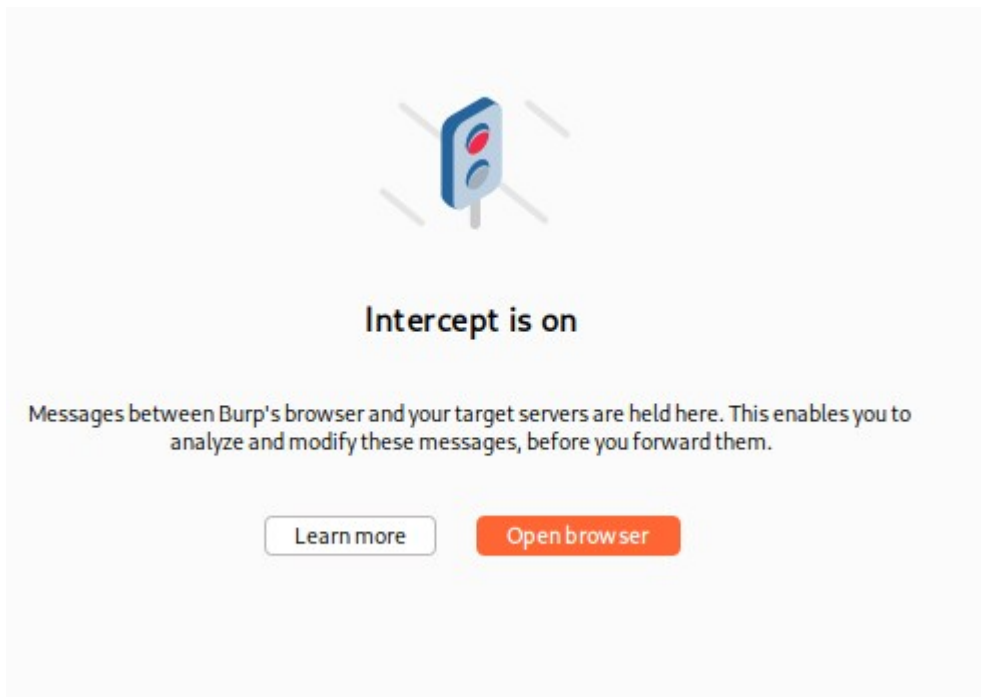 Intercept is on
Messages between Burp's browser and your target servers are held here. This enables you to
analyze and modify these messages, before you forward them.
Learn more
Open browser